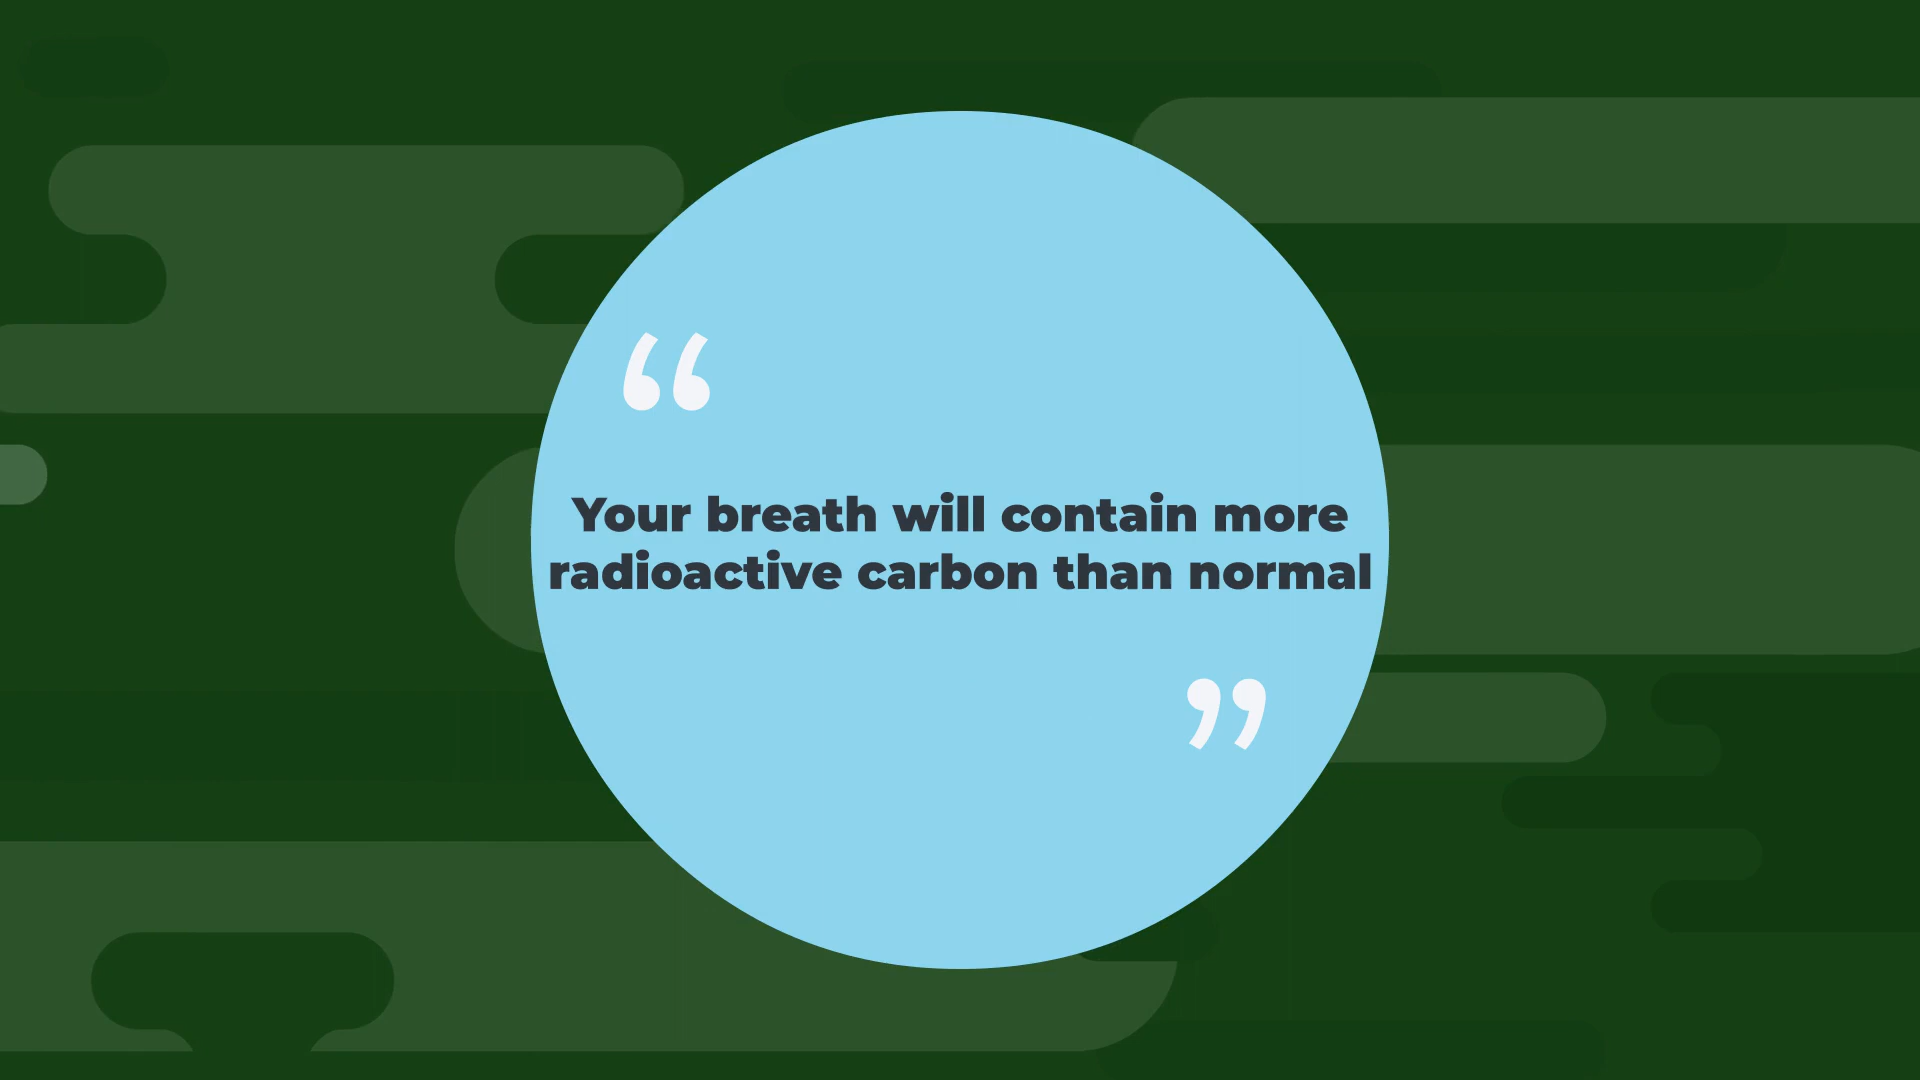 “
Your breath will contain more
radioactive carbon than normal
”